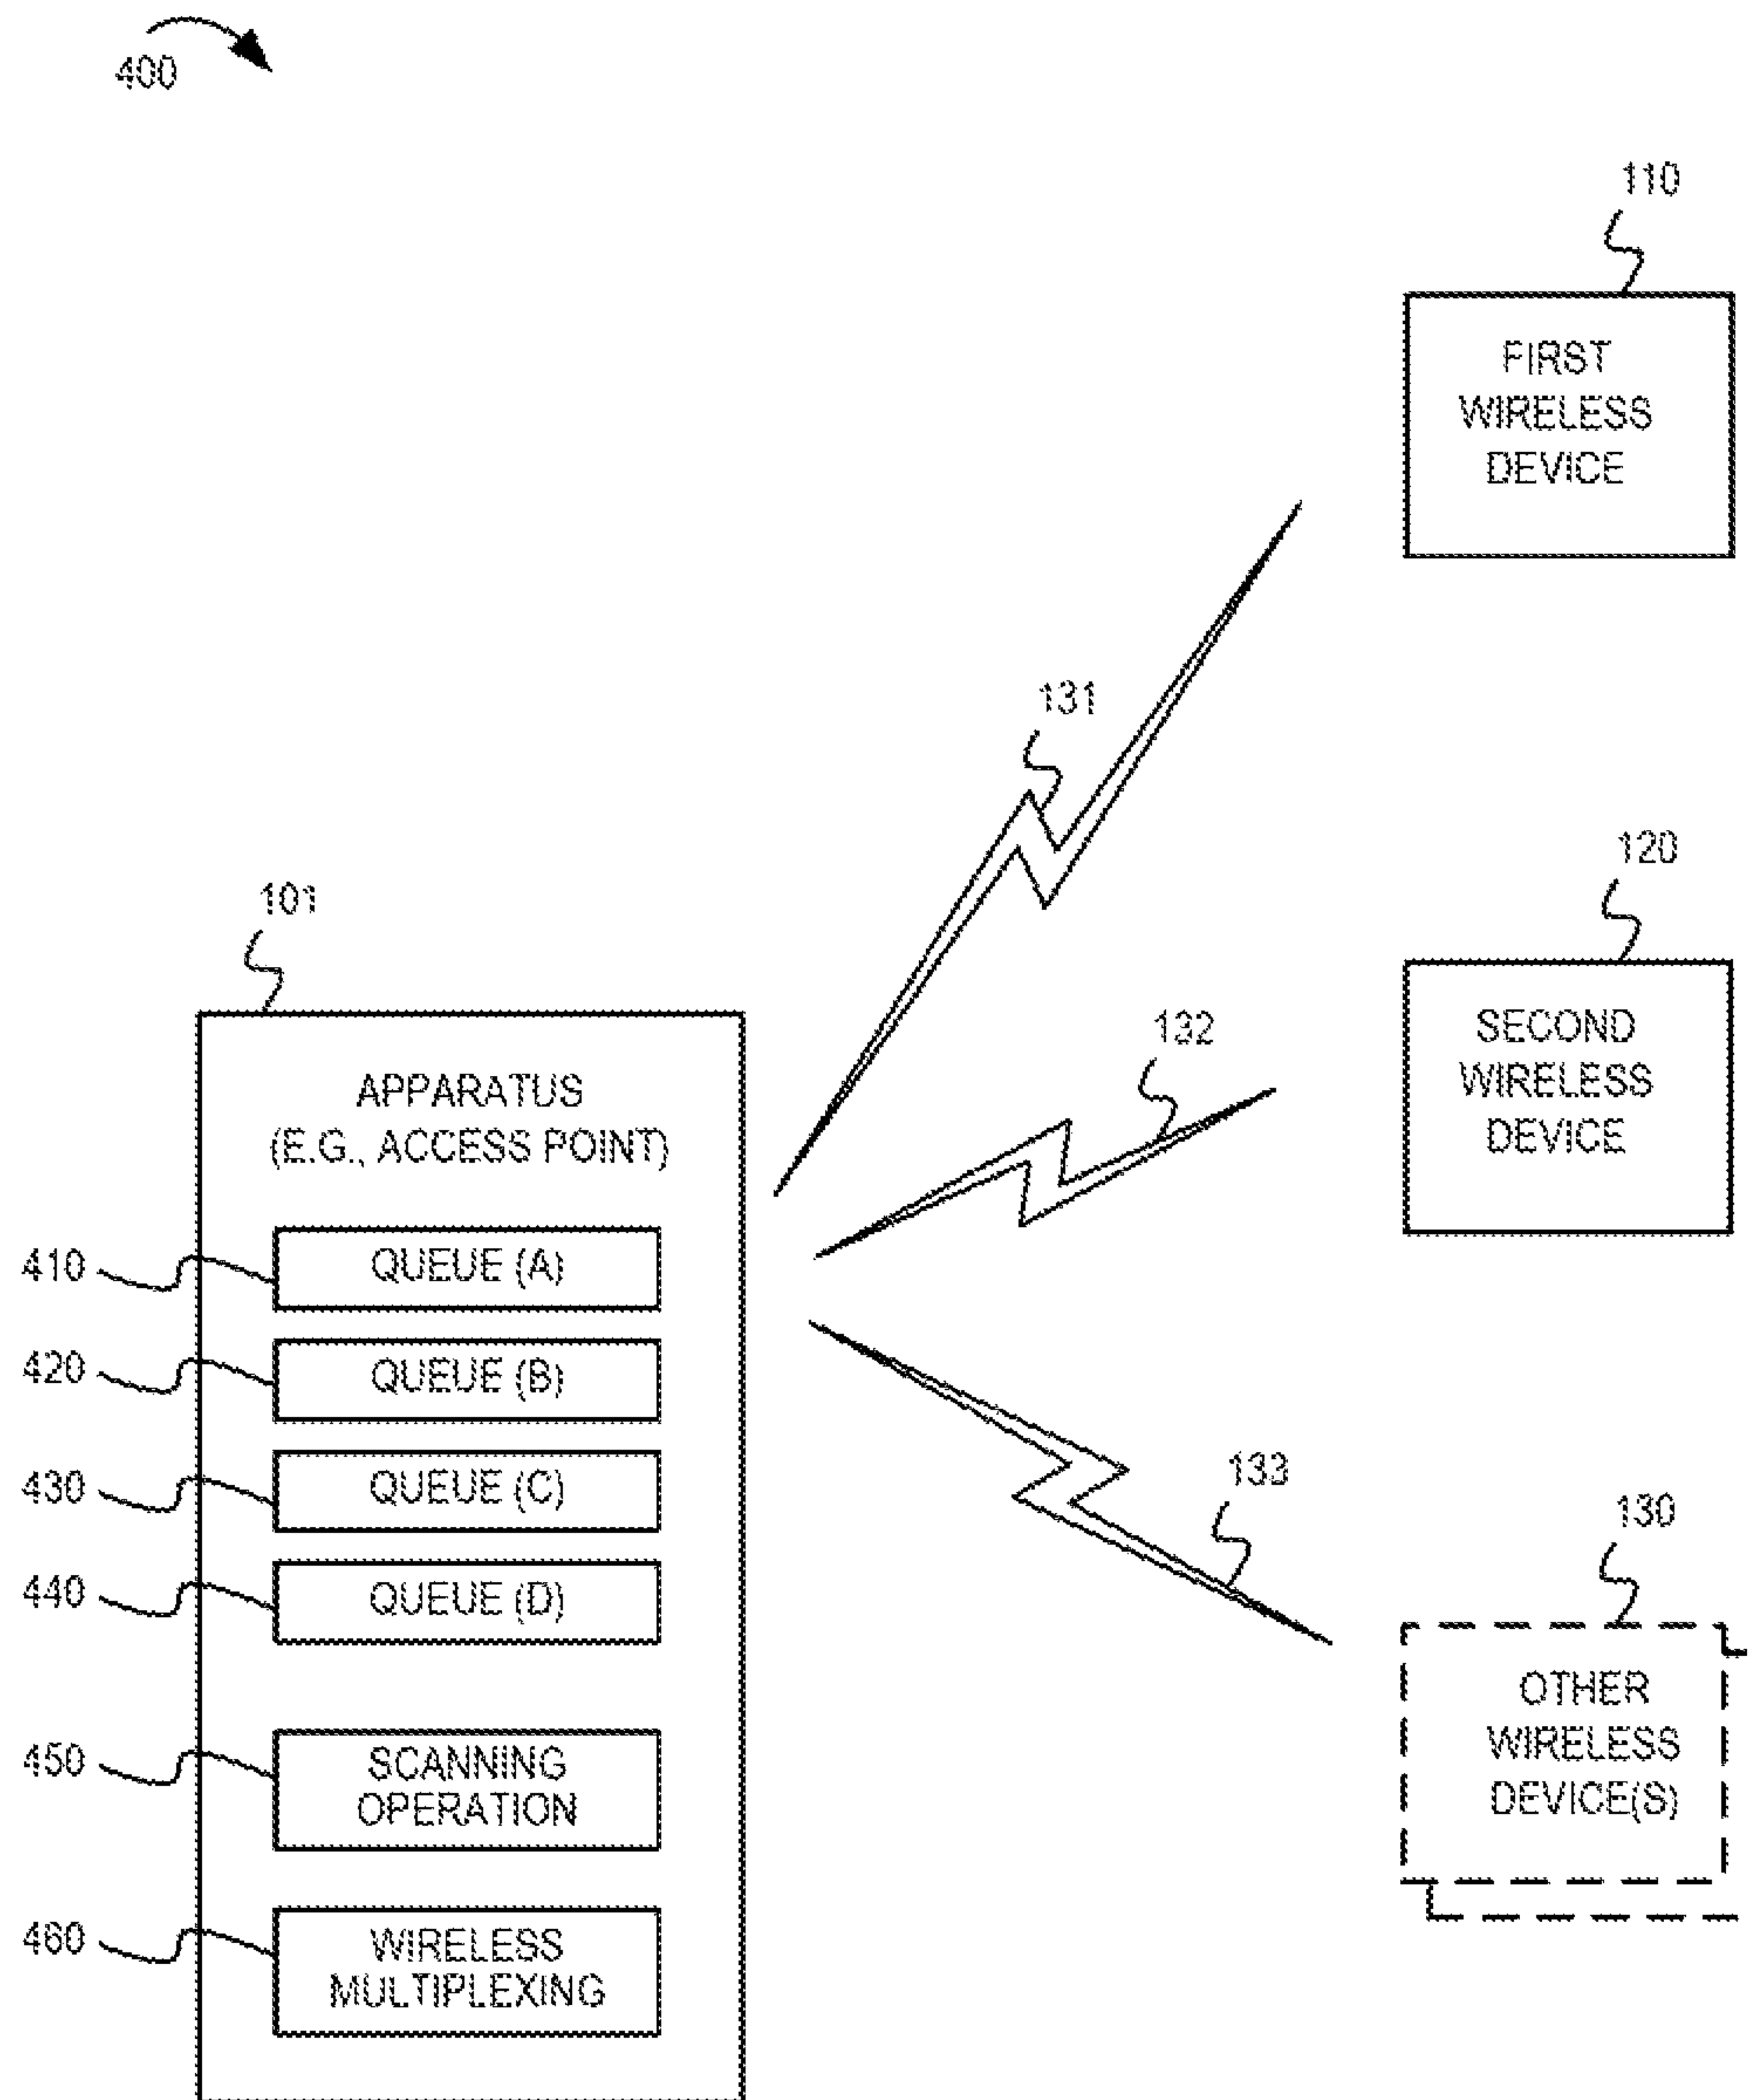 400
110
FIRST
WIRELESS
DEVICE
131
120
101
SECOND
WIRELESS
DEVICE
132
APPARATUS
(E.G., ACCESS POINT)
410
QUEUE (A)
420
QUEUE (B)
430
QUEUE (C)
133
130
440
QUEUE (D)
OTHER
WIRELESS
DEVICE(S)
450
SCANNING
OPERATION
460
WIRELESS
MULTIPLEXING